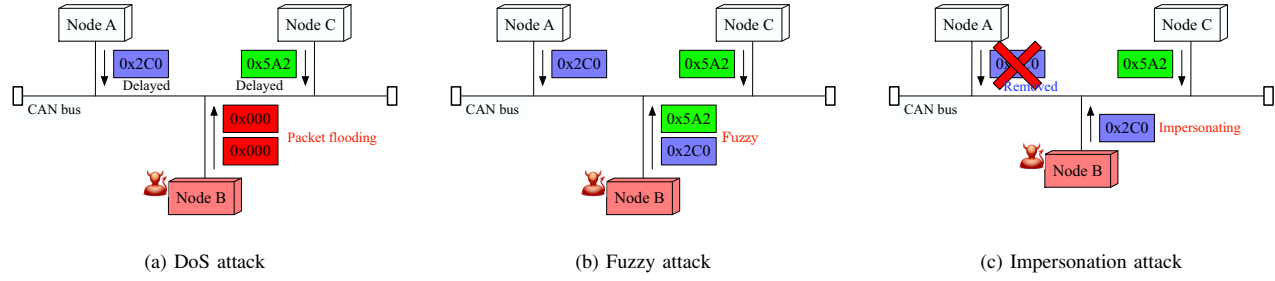 Node A
Node C
0x2C0
0x5A2
Delayed
Delayed
CAN bus
0x000
0x000
Packet flooding
Node B
(a) DoS attack
Node A
Node C
0x2C0
0x5A2
CAN bus
0x5A2
0x2C0
Fuzzy
Node B
(b) Fuzzy attack
Node A
Node C
0x5A2
Removed
CAN bus
0x2C0
Impersonating
Node B
(c) Impersonation attack